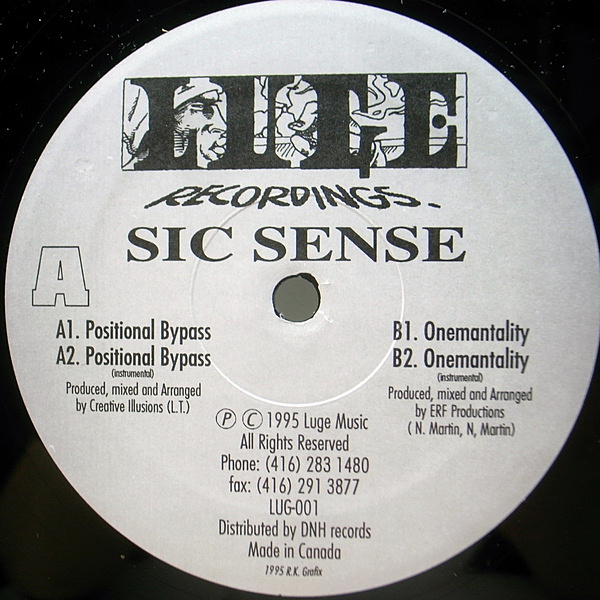 LUGE
RECORDINGS.
SIC SENSE
A
A1. Positional Bypass
A2. Positional Bypass
(instrumental)
Produced, mixed and Arranged
by Creative Illusions (L.T.)
B1. Onemantality
B2. Onemantality
(instrumental)
Produced, mixed and Arranged
by ERF Productions
( N. Martin, N, Martin)
Ⓟ © 1995 Luge Music
All Rights Reserved
Phone: (416) 283 1480
fax: (416) 291 3877
LUG-001
Distributed by DNH records
Made in Canada
1995 R.K. Grafix